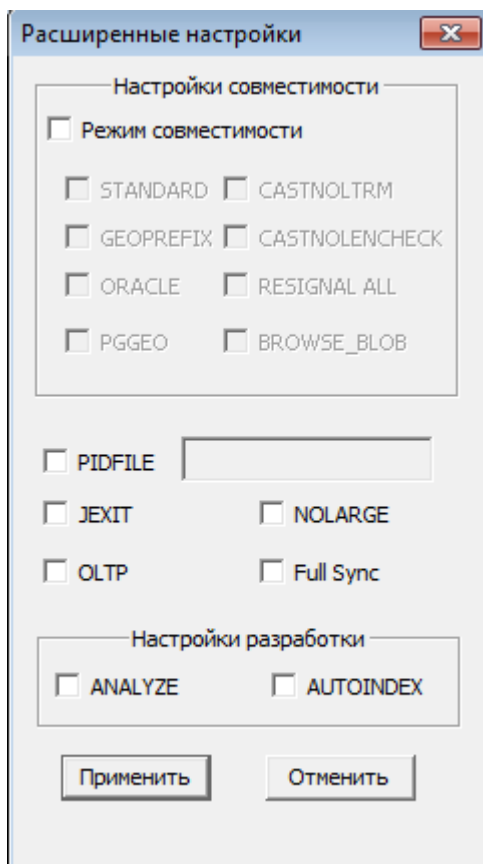 Расширенные настройки
Настройки совместимости
Режим совместимости
STANDARD CASTNOLTRM
GEOPREFIX CASTNOLENCHECK
ORACLE RESIGNAL ALL
PGGEO BROWSE_BLOB
PIDFILE
JEXIT NOLARGE
OLTP Full Sync
Настройки разработки
ANALYZE AUTOINDEX
Применить Отменить